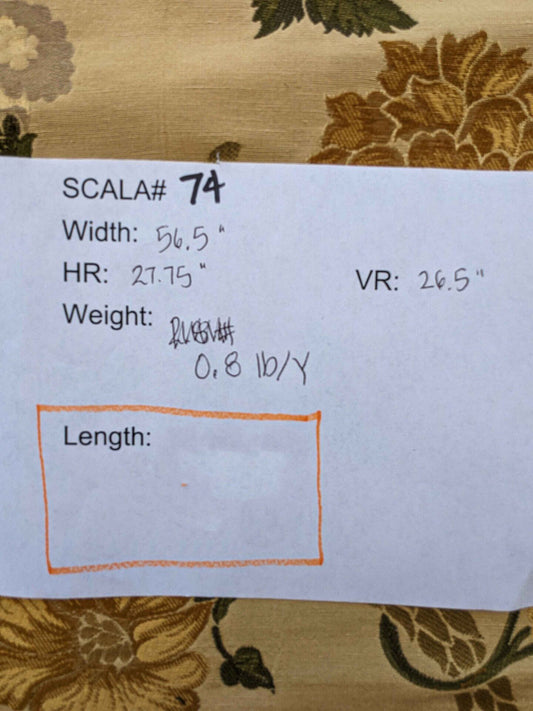 SCALA# 74
Width: 56.5"
HR: 27.75" VR: 26.5"
Weight:
0.8 lb/Y
Length: